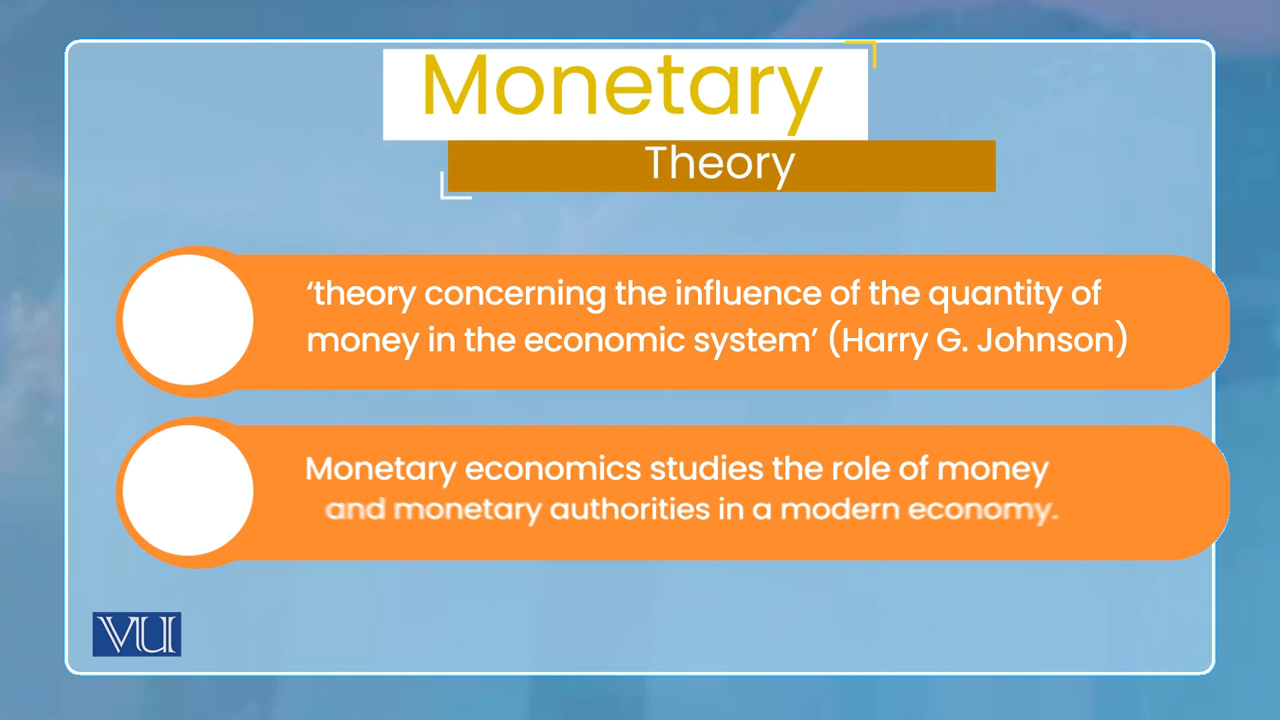 Monetary
Theory
‘theory concerning the influence of the quantity of
money in the economic system’ (Harry G. Johnson)
Monetary economics studies the role of money
and monetary authorities in a modern economy.
VU